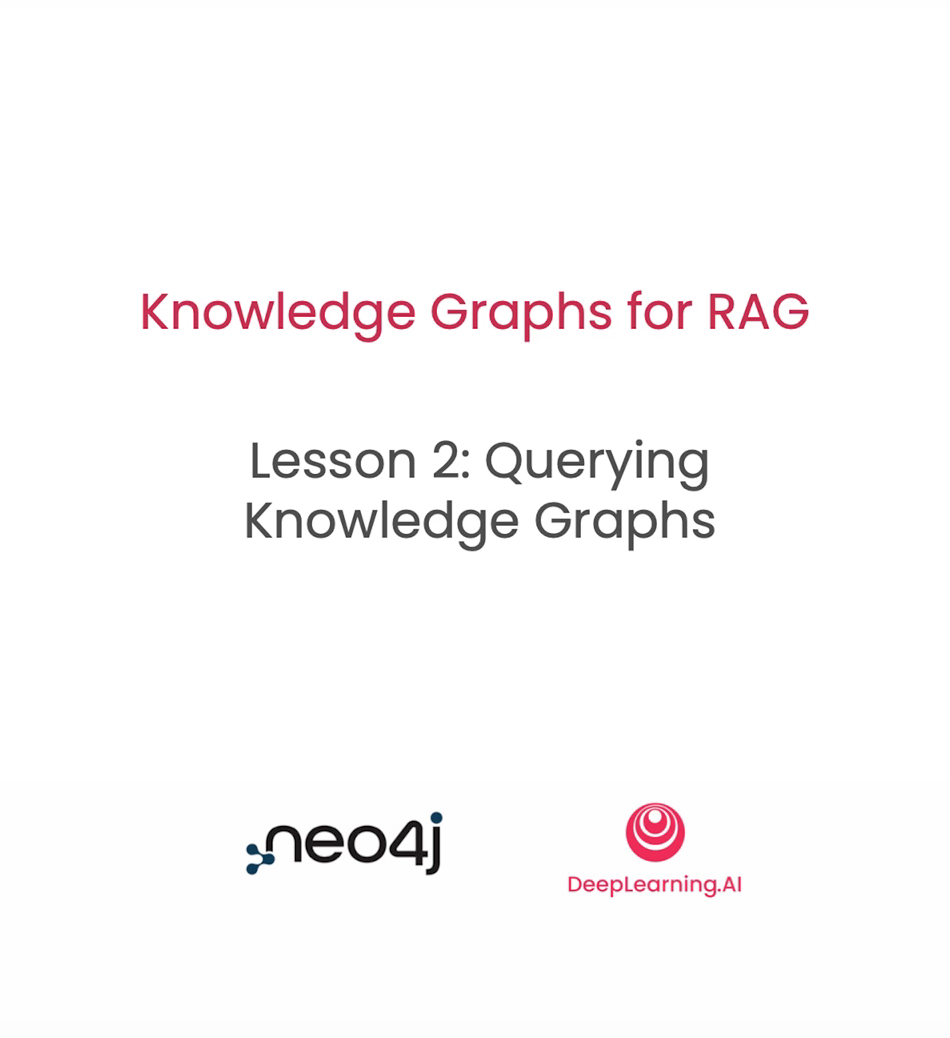 Knowledge Graphs for RAG
Lesson 2: Querying
Knowledge Graphs
neo4j
DeepLearning.AI